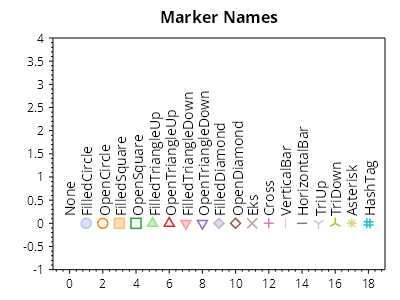 Marker Names
4
3.5
3
2.5
2
1.5
1
0.5
0
-0.5
-1
None
FilledCircle
OpenCircle
FilledSquare
OpenSquare
FilledTriangleUp
OpenTriangleUp
FilledTriangleDown
OpenTriangleDown
FilledDiamond
OpenDiamond
Eks
Cross
VerticalBar
HorizontalBar
TriUp
TriDown
Asterisk
HashTag
0 2 4 6 8 10 12 14 16 18